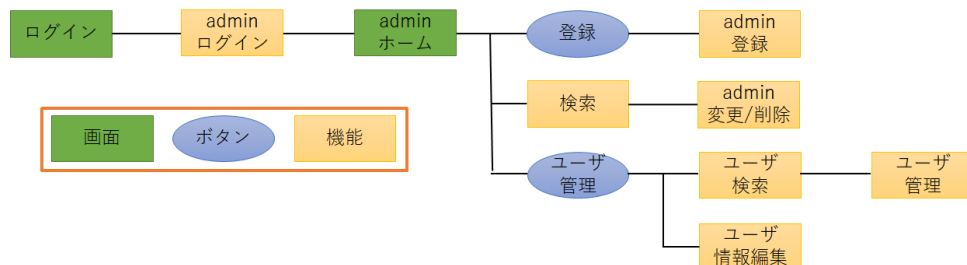 ログイン
admin
ログイン
admin
ホーム
登録
admin
登録
検索
admin
変更/削除
画面
ボタン
機能
ユーザ
管理
ユーザ
検索
ユーザ
管理
ユーザ
情報編集